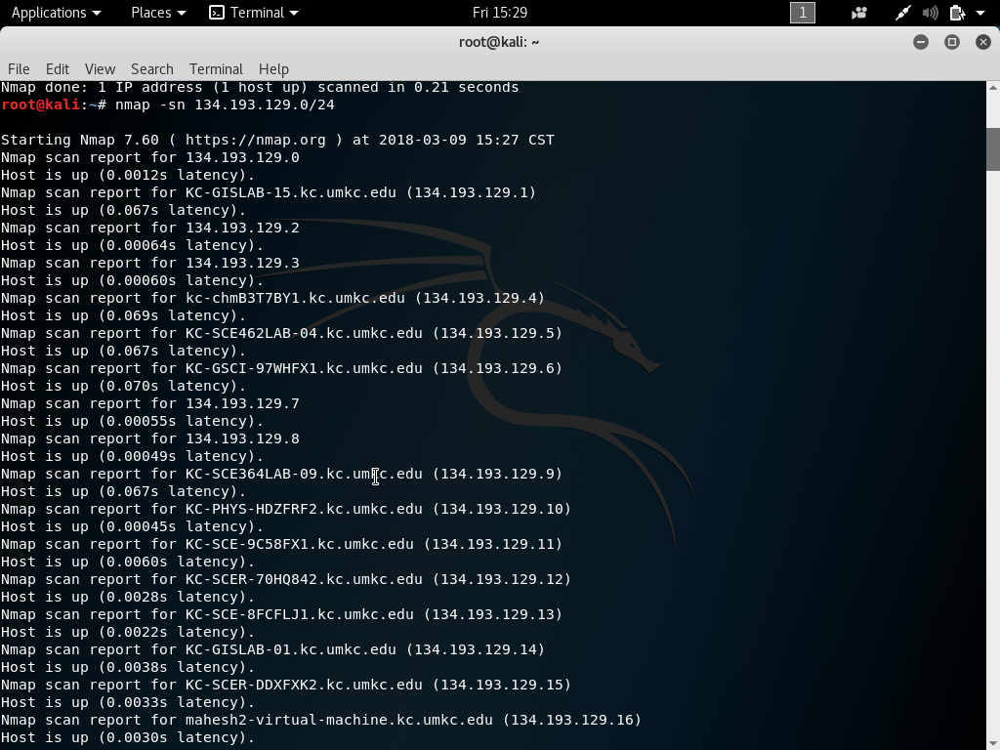 Applications Places Terminal Fri 15:29 1
root@kali: ~
File Edit View Search Terminal Help
Nmap done: 1 IP address (1 host up) scanned in 0.21 seconds
root@kali:~# nmap -sn 134.193.129.0/24
Starting Nmap 7.60 ( https://nmap.org ) at 2018-03-09 15:27 CST
Nmap scan report for 134.193.129.0
Host is up (0.0012s latency).
Nmap scan report for KC-GISLAB-15.kc.umkc.edu (134.193.129.1)
Host is up (0.067s latency).
Nmap scan report for 134.193.129.2
Host is up (0.00064s latency).
Nmap scan report for 134.193.129.3
Host is up (0.00060s latency).
Nmap scan report for kc-chmB3T7BY1.kc.umkc.edu (134.193.129.4)
Host is up (0.069s latency).
Nmap scan report for KC-SCE462LAB-04.kc.umkc.edu (134.193.129.5)
Host is up (0.067s latency).
Nmap scan report for KC-GSCI-97WHFX1.kc.umkc.edu (134.193.129.6)
Host is up (0.070s latency).
Nmap scan report for 134.193.129.7
Host is up (0.00055s latency).
Nmap scan report for 134.193.129.8
Host is up (0.00049s latency).
Nmap scan report for KC-SCE364LAB-09.kc.umkc.edu (134.193.129.9)
Host is up (0.067s latency).
Nmap scan report for KC-PHYS-HDZFRF2.kc.umkc.edu (134.193.129.10)
Host is up (0.00045s latency).
Nmap scan report for KC-SCE-9C58FX1.kc.umkc.edu (134.193.129.11)
Host is up (0.0060s latency).
Nmap scan report for KC-SCER-70HQ842.kc.umkc.edu (134.193.129.12)
Host is up (0.0028s latency).
Nmap scan report for KC-SCE-8FCFLJ1.kc.umkc.edu (134.193.129.13)
Host is up (0.0022s latency).
Nmap scan report for KC-GISLAB-01.kc.umkc.edu (134.193.129.14)
Host is up (0.0038s latency).
Nmap scan report for KC-SCER-DDXFXK2.kc.umkc.edu (134.193.129.15)
Host is up (0.0033s latency).
Nmap scan report for mahesh2-virtual-machine.kc.umkc.edu (134.193.129.16)
Host is up (0.0030s latency).